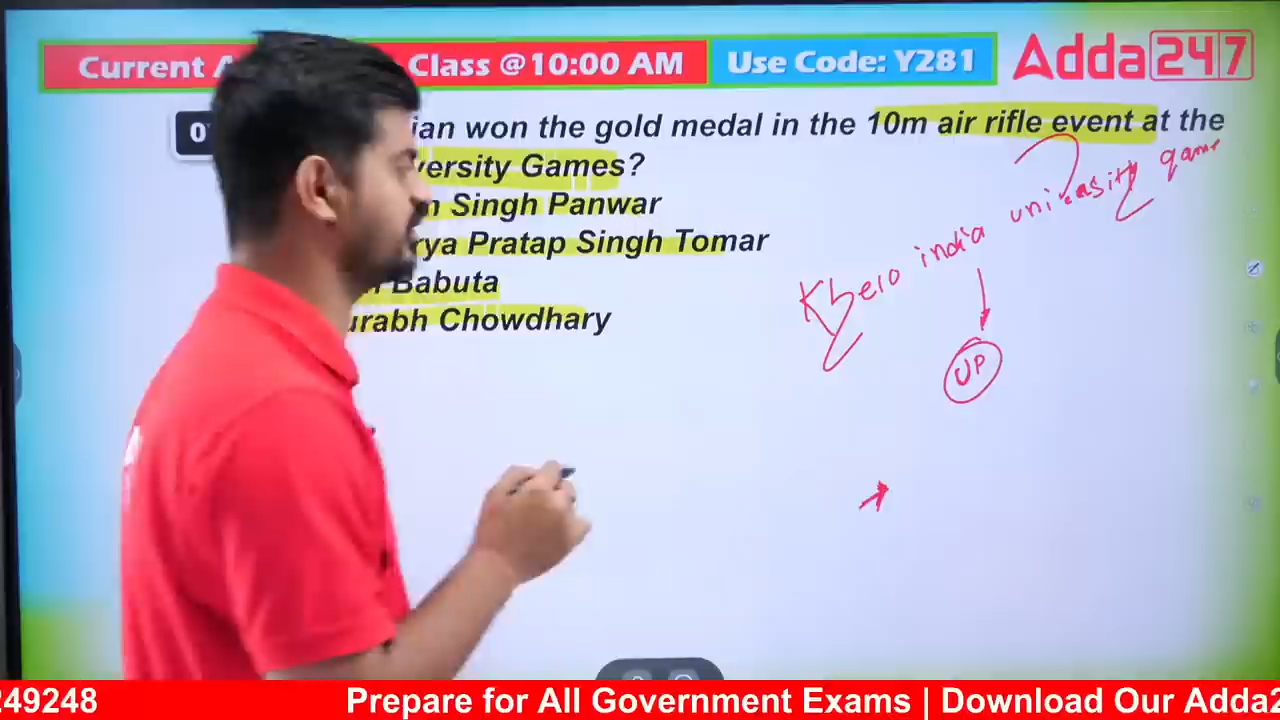 Current
Class @10:00 AM
Use Code: Y281
Adda247
0
ian won the gold medal in the 10m air rifle event at the
versity Games?
Singh Panwar
rya Pratap Singh Tomar
Babuta
urabh Chowdhary
Khelo india university game
UP
249248
Prepare for All Government Exams | Download Our Adda2